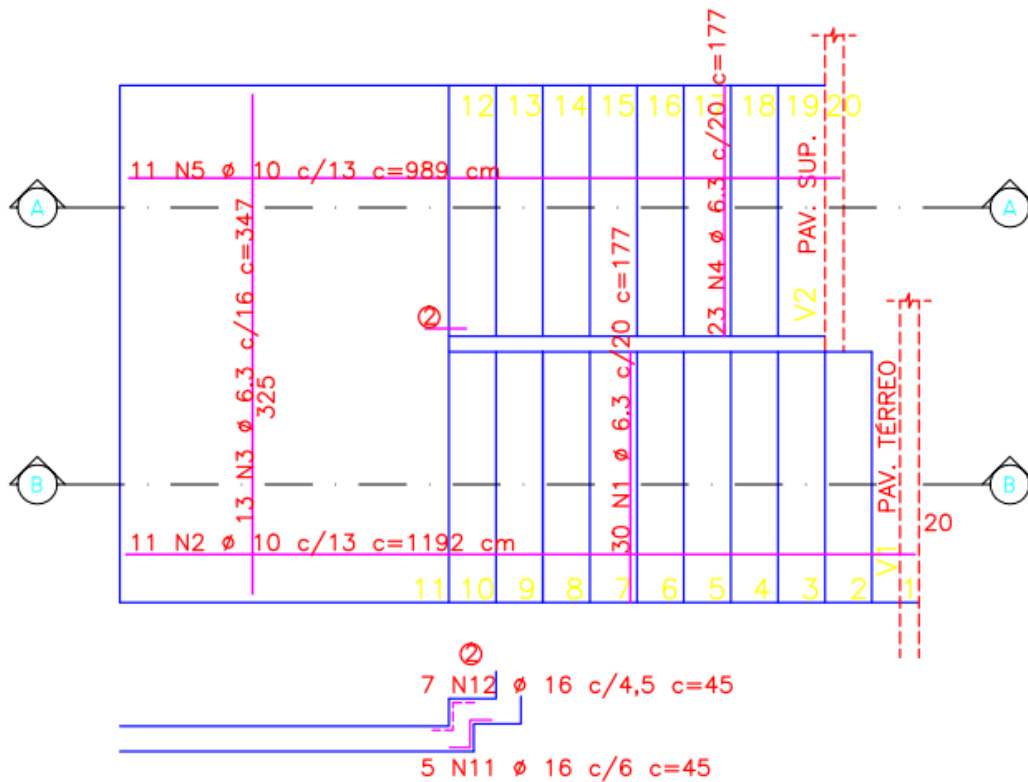 12 13 14 15 16 18 19 20
11 N5 ø 10 c/13 c=989 cm
23 N4 ø 6.3 c/20 c=177
PAV. SUP.
V2
A
A
13 N3 ø 6.3 c/16 c=347
325
2
30 N1 ø 6.3 c/20 c=177
PAV. TÉRREO
V1
20
B
B
11 N2 ø 10 c/13 c=1192 cm
11 10 9 8 7 6 5 4 3 2 1
2
7 N12 ø 16 c/4,5 c=45
5 N11 ø 16 c/6 c=45